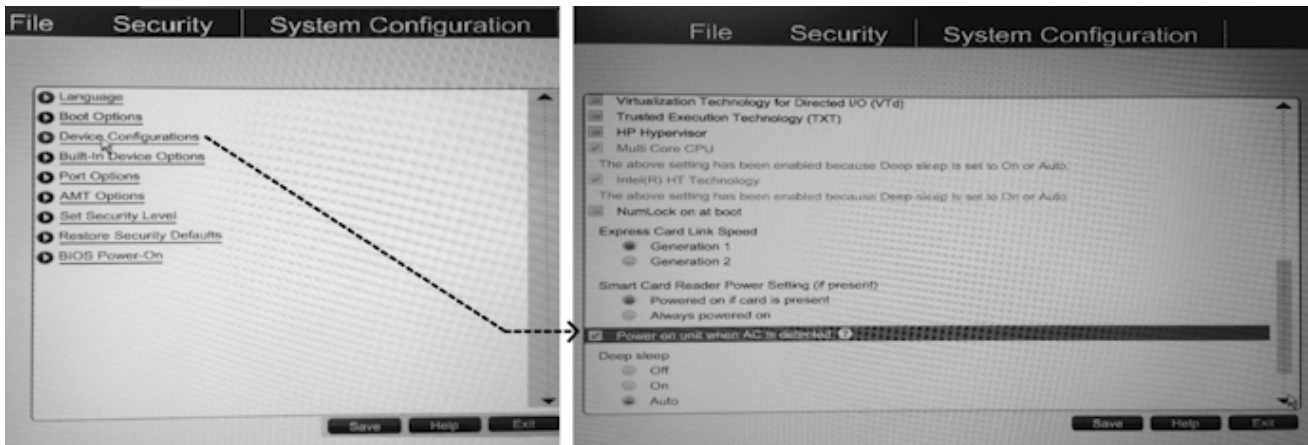 File Security System Configuration
Language
Boot Options
Device Configurations
Built-In Device Options
Port Options
AMT Options
Set Security Level
Restore Security Defaults
BIOS Power-On
Save Help Exit
File Security System Configuration
Virtualization Technology for Directed I/O (VTd)
Trusted Execution Technology (TXT)
HP Hypervisor
Multi Core CPU
The above setting has been enabled because Deep sleep is set to On or Auto.
Intel(R) HT Technology
The above setting has been enabled because Deep sleep is set to On or Auto.
NumLock on at boot
Express Card Link Speed
Generation 1
Generation 2
Smart Card Reader Power Setting (if present)
Powered on if card is present
Always powered on
Power on unit when AC is detected ?
Deep sleep
Off
On
Auto
Save Help Exit